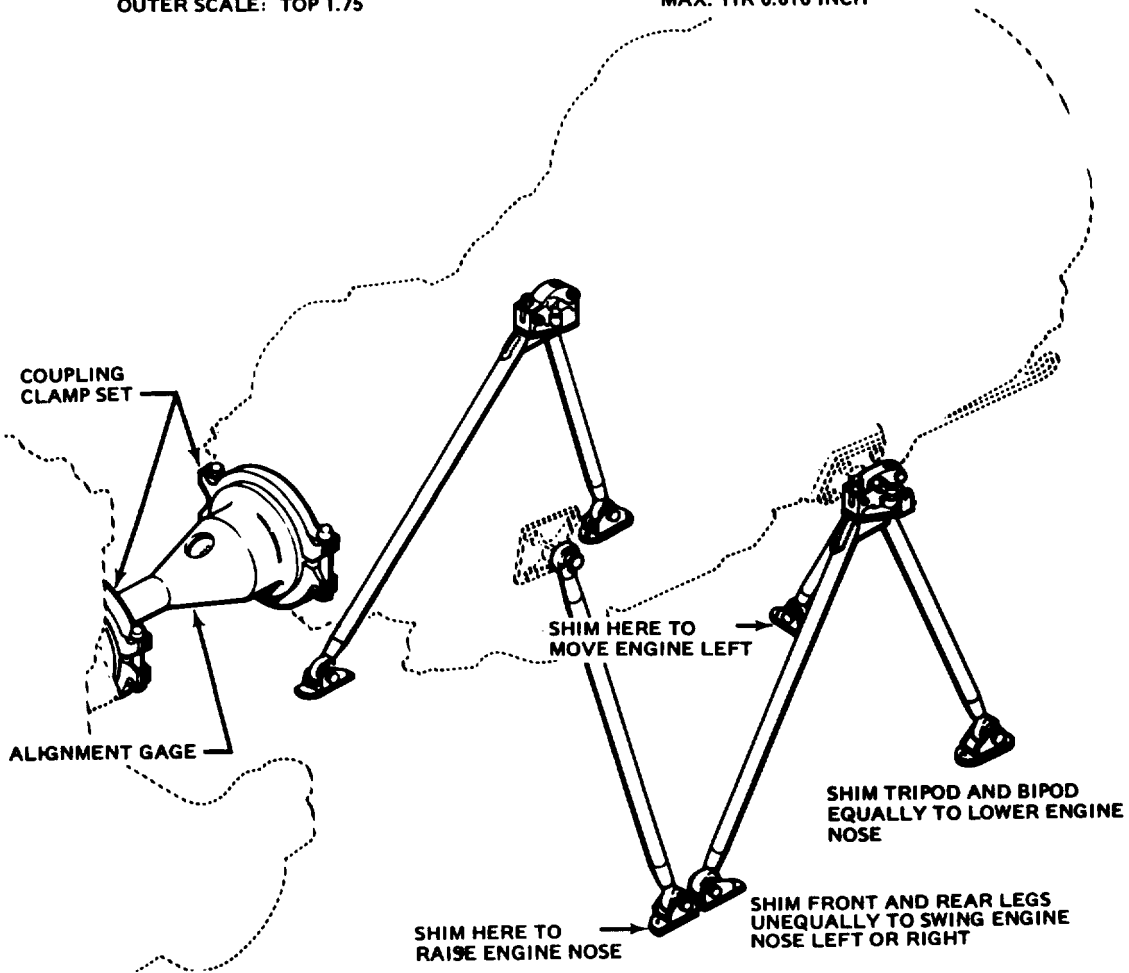 OUTER SCALE: TOP 1.75
MAX. TIR 0.010 INCH
COUPLING
CLAMP SET
SHIM HERE TO
MOVE ENGINE LEFT
ALIGNMENT GAGE
SHIM TRIPOD AND BIPOD
EQUALLY TO LOWER ENGINE
NOSE
SHIM FRONT AND REAR LEGS
UNEQUALLY TO SWING ENGINE
NOSE LEFT OR RIGHT
SHIM HERE TO
RAISE ENGINE NOSE